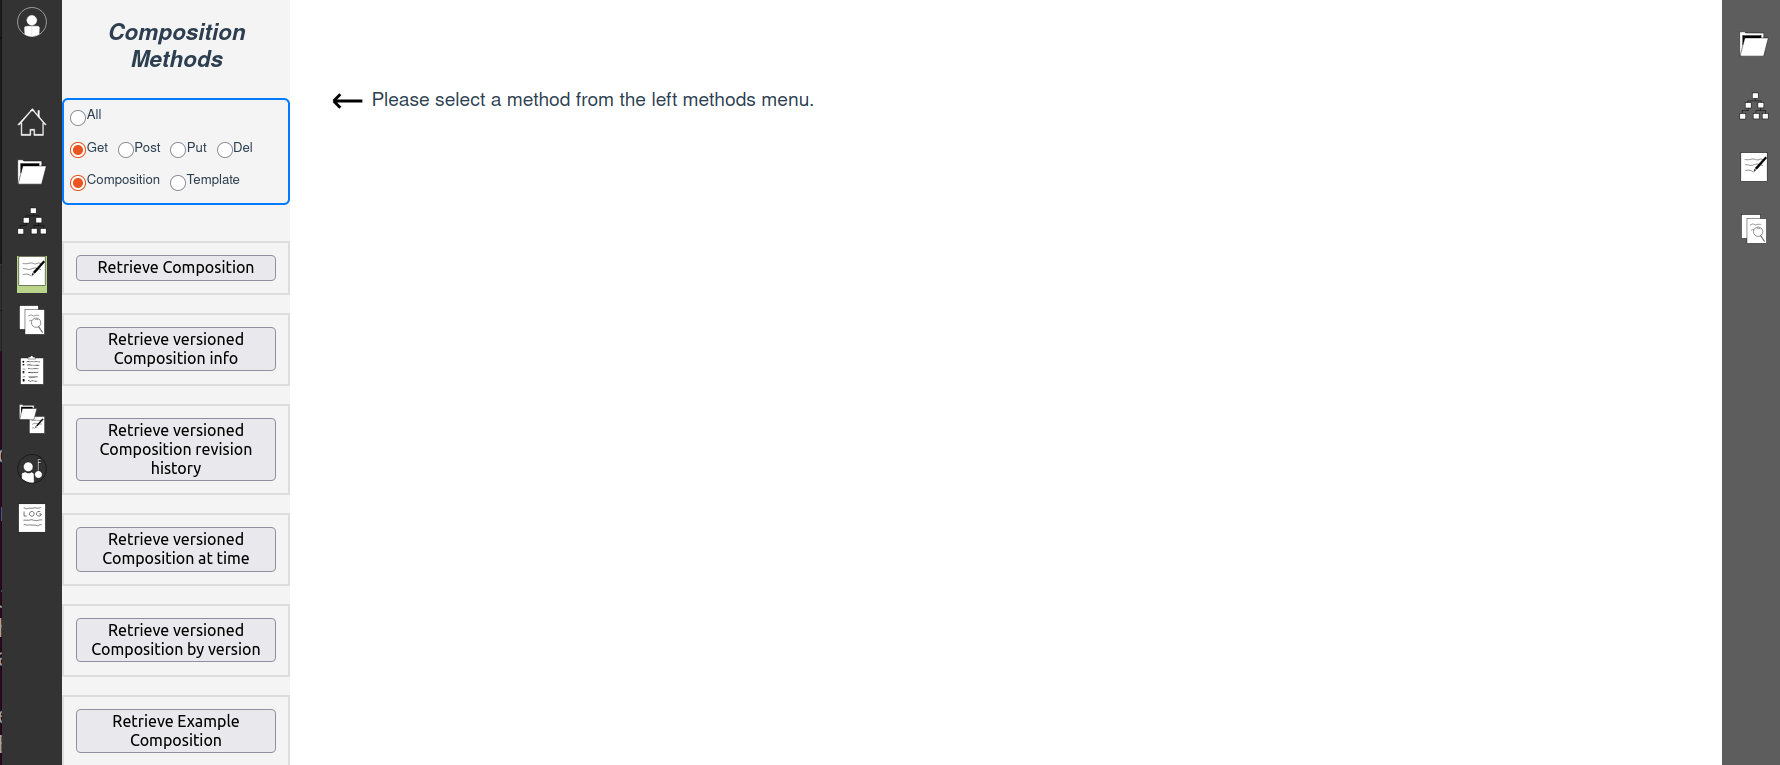 Composition
Methods
All
Get Post Put Del
Composition Template
← Please select a method from the left methods menu.
Retrieve Composition
Retrieve versioned
Composition info
Retrieve versioned
Composition revision
history
Retrieve versioned
Composition at time
Retrieve versioned
Composition by version
Retrieve Example
Composition
LOG